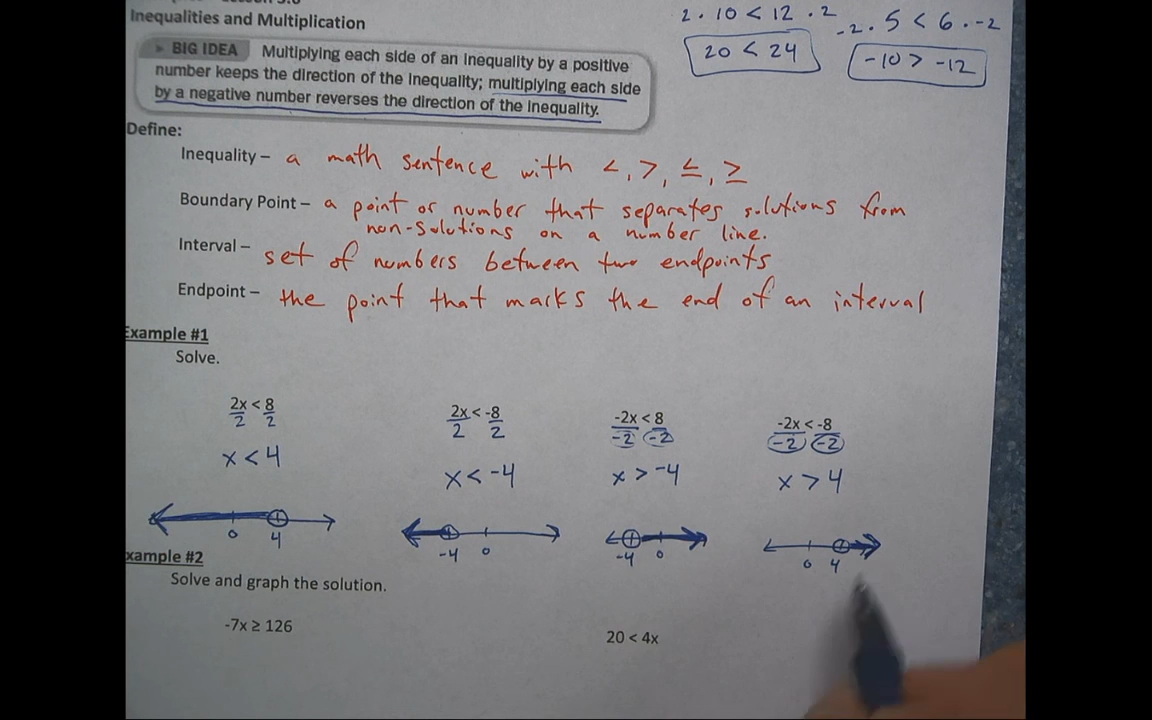 Inequalities and Multiplication
2 · 10 < 12 · 2
-2 · 5 < 6 · -2
20 < 24
-10 > -12
▸ BIG IDEA Multiplying each side of an inequality by a positive
number keeps the direction of the inequality; multiplying each side
by a negative number reverses the direction of the inequality.
Define:
Inequality – a math sentence with <, >, ≤, ≥
Boundary Point – a point or number that separates solutions from
non-solutions on a number line.
Interval – set of numbers between two endpoints
Endpoint – the point that marks the end of an interval
Example #1
Solve.
2x < 8
2 2
x < 4
0 4
2x < -8
2 2
x < -4
-4 0
-2x < 8
-2 -2
x > -4
-4 0
-2x < -8
-2 -2
x > 4
0 4
xample #2
Solve and graph the solution.
-7x ≥ 126
20 < 4x